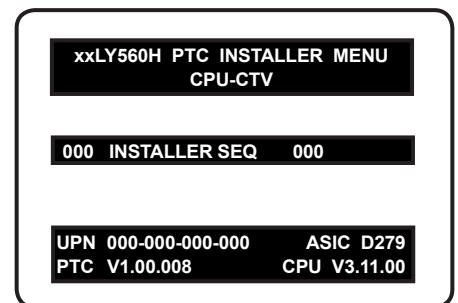 xxLY560H PTC INSTALLER MENU
CPU-CTV
000 INSTALLER SEQ 000
UPN 000-000-000-000 ASIC D279
PTC V1.00.008 CPU V3.11.00